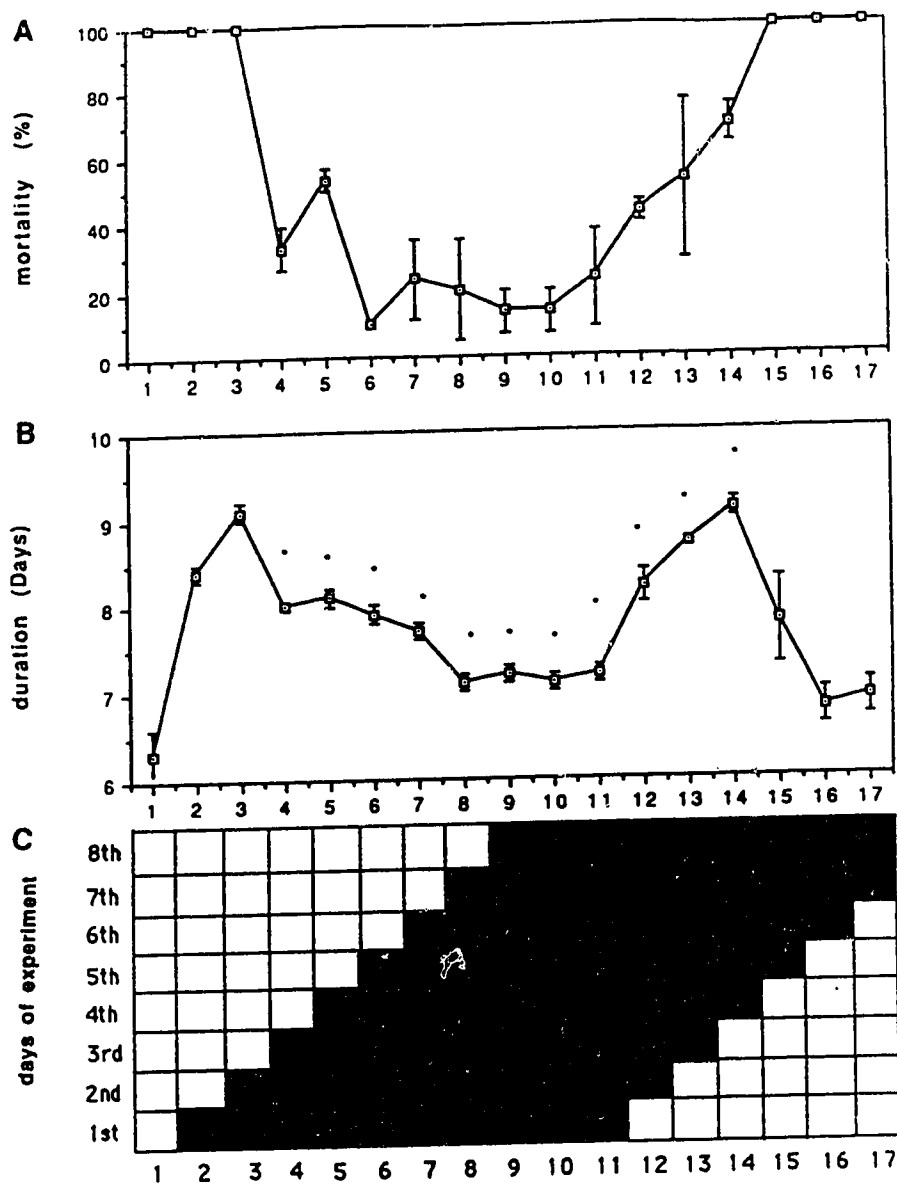 A
mortality (%)
100
80
60
40
20
0
1 2 3 4 5 6 7 8 9 10 11 12 13 14 15 16 17
B
duration (Days)
10
9
8
7
6
1 2 3 4 5 6 7 8 9 10 11 12 13 14 15 16 17
C
days of experiment
8th
7th
6th
5th
4th
3rd
2nd
1st
1 2 3 4 5 6 7 8 9 10 11 12 13 14 15 16 17